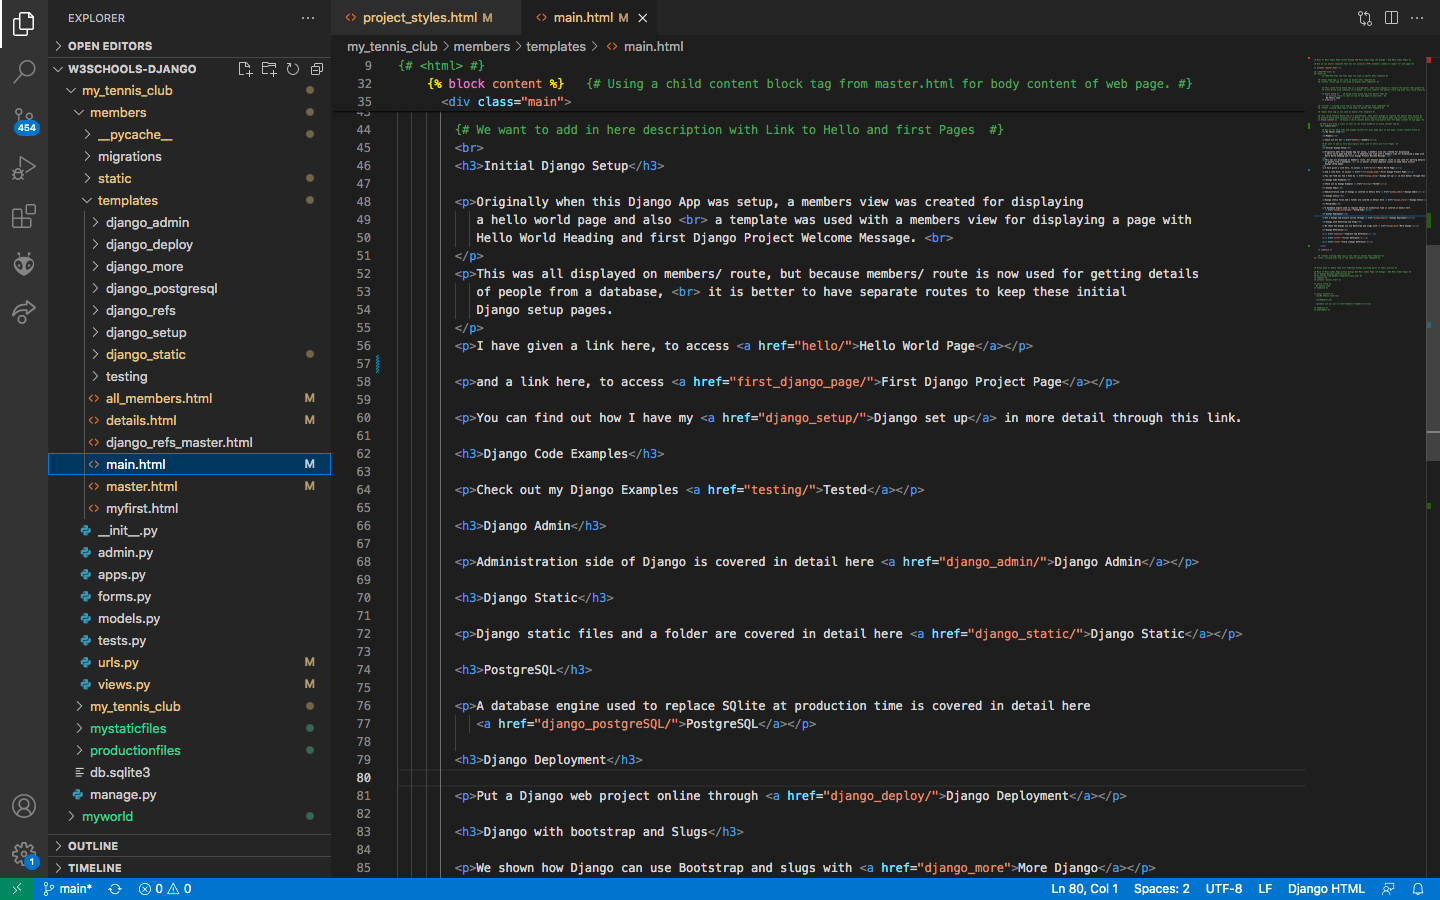 EXPLORER
OPEN EDITORS
W3SCHOOLS-DJANGO
my_tennis_club
members
__pycache__
migrations
static
templates
django_admin
django_deploy
django_more
django_postgresql
django_refs
django_setup
django_static
testing
all_members.html M
details.html M
django_refs_master.html
main.html M
master.html M
myfirst.html
__init__.py
admin.py
apps.py
forms.py
models.py
tests.py
urls.py M
views.py M
my_tennis_club
mystaticfiles
productionfiles
db.sqlite3
manage.py
myworld
OUTLINE
TIMELINE
454
1
project_styles.html M
main.html M
my_tennis_club > members > templates > main.html
9 {# <html> #}
32 {% block content %} {# Using a child content block tag from master.html for body content of web page. #}
35 <div class="main">
43
44 {# We want to add in here description with Link to Hello and first Pages #}
45 <br>
46 <h3>Initial Django Setup</h3>
47
48 <p>Originally when this Django App was setup, a members view was created for displaying
49 a hello world page and also <br> a template was used with a members view for displaying a page with
50 Hello World Heading and first Django Project Welcome Message. <br>
51 </p>
52 <p>This was all displayed on members/ route, but because members/ route is now used for getting details
53 of people from a database, <br> it is better to have separate routes to keep these initial
54 Django setup pages.
55 </p>
56 <p>I have given a link here, to access <a href="hello/">Hello World Page</a></p>
57
58 <p>and a link here, to access <a href="first_django_page/">First Django Project Page</a></p>
59
60 <p>You can find out how I have my <a href="django_setup/">Django set up</a> in more detail through this link.
61
62 <h3>Django Code Examples</h3>
63
64 <p>Check out my Django Examples <a href="testing/">Tested</a></p>
65
66 <h3>Django Admin</h3>
67
68 <p>Administration side of Django is covered in detail here <a href="django_admin/">Django Admin</a></p>
69
70 <h3>Django Static</h3>
71
72 <p>Django static files and a folder are covered in detail here <a href="django_static/">Django Static</a></p>
73
74 <h3>PostgreSQL</h3>
75
76 <p>A database engine used to replace SQlite at production time is covered in detail here
77 <a href="django_postgreSQL/">PostgreSQL</a></p>
78
79 <h3>Django Deployment</h3>
80
81 <p>Put a Django web project online through <a href="django_deploy/">Django Deployment</a></p>
82
83 <h3>Django with bootstrap and Slugs</h3>
84
85 <p>We shown how Django can use Bootstrap and slugs with <a href="django_more">More Django</a></p>
main* 0 0 Ln 80, Col 1 Spaces: 2 UTF-8 LF Django HTML